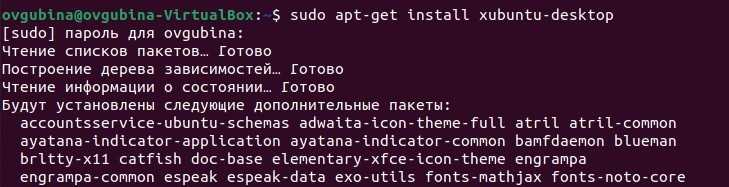 ovgubina@ovgubina-VirtualBox:~$ sudo apt-get install xubuntu-desktop
[sudo] пароль для ovgubina:
Чтение списков пакетов… Готово
Построение дерева зависимостей… Готово
Чтение информации о состоянии… Готово
Будут установлены следующие дополнительные пакеты:
accountsservice-ubuntu-schemas adwaita-icon-theme-full atril atril-common
ayatana-indicator-application ayatana-indicator-common bamfdaemon blueman
brltty-x11 catfish doc-base elementary-xfce-icon-theme engrampa
engrampa-common espeak espeak-data exo-utils fonts-mathjax fonts-noto-core